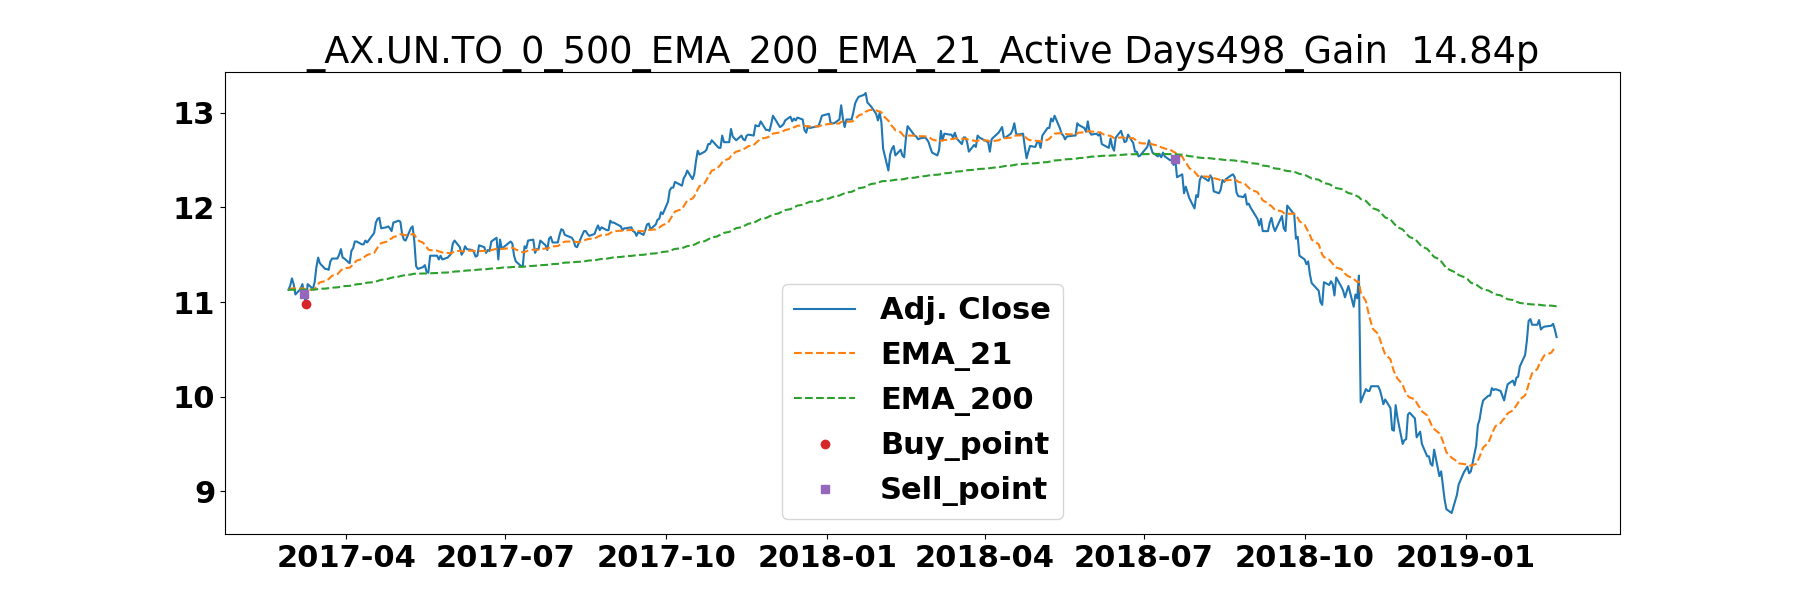 _AX.UN.TO_0_500_EMA_200_EMA_21_Active Days498_Gain  14.84p
13
12
11
10
9
Adj. Close
EMA_21
EMA_200
Buy_point
Sell_point
2017-04 2017-07 2017-10 2018-01 2018-04 2018-07 2018-10 2019-01